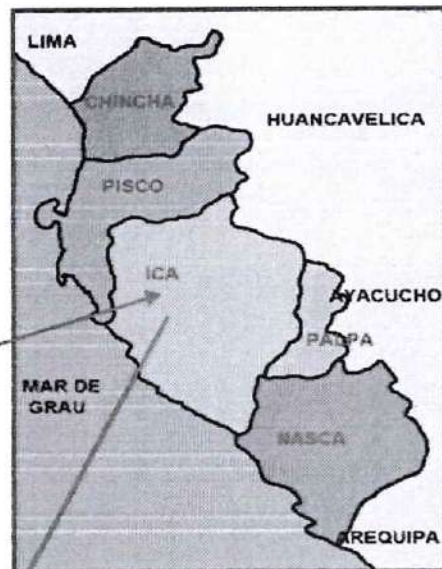 LIMA
CHINCHA
HUANCAVELICA
PISCO
ICA
AYACUCHO
PALPA
MAR DE
GRAU
NASCA
AREQUIPA